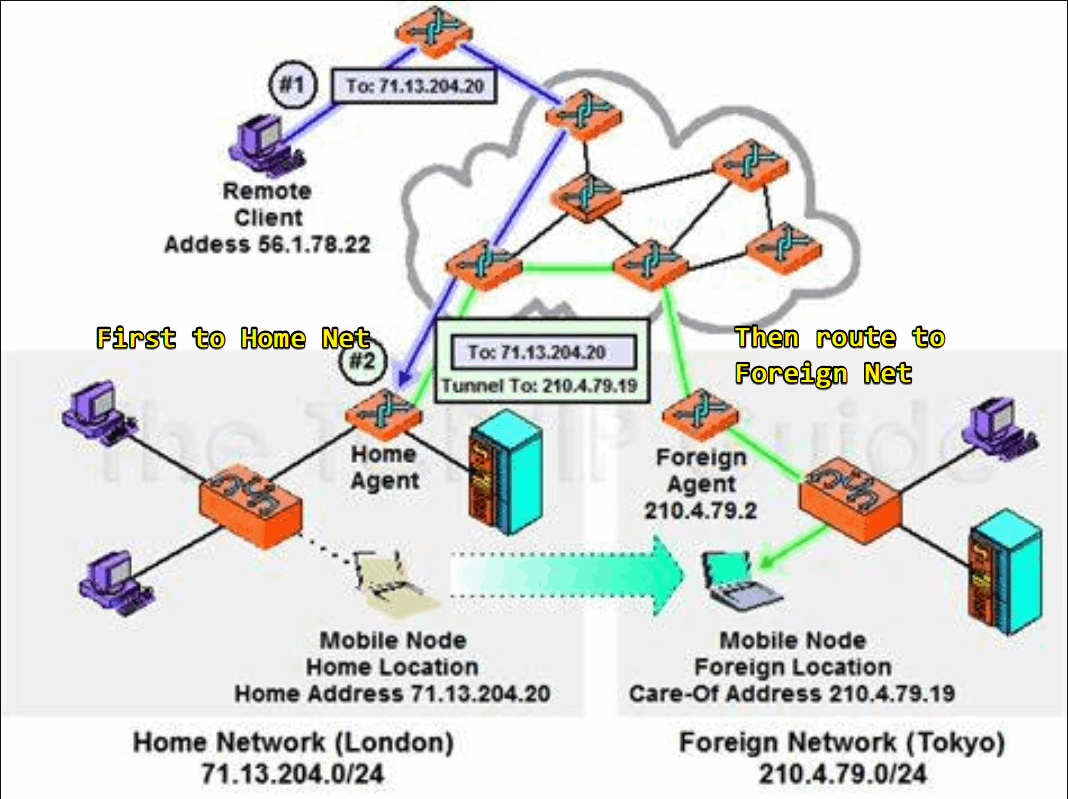 #1
To: 71.13.204.20
Remote
Client
Addess 56.1.78.22
First to Home Net
Then route to
Foreign Net
#2
To: 71.13.204.20
Tunnel To: 210.4.79.19
Home
Agent
Foreign
Agent
210.4.79.2
Mobile Node
Home Location
Home Address 71.13.204.20
Mobile Node
Foreign Location
Care-Of Address 210.4.79.19
Home Network (London)
71.13.204.0/24
Foreign Network (Tokyo)
210.4.79.0/24